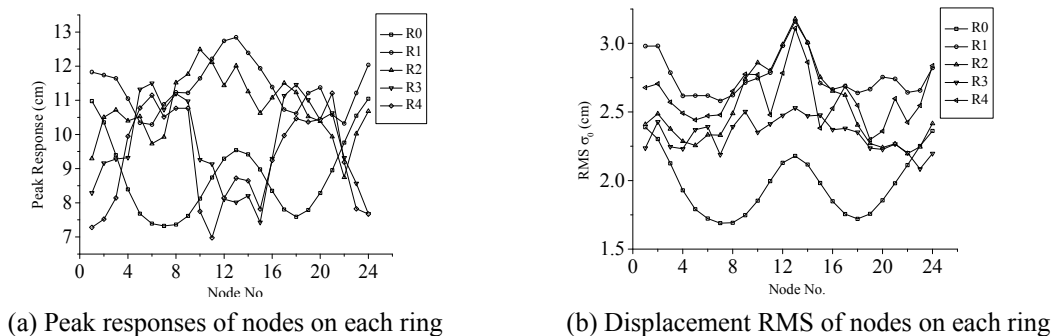 13
12
11
10
9
8
7
0 4 8 12 16 20 24
Peak Response (cm)
Node No
R0
R1
R2
R3
R4
(a) Peak responses of nodes on each ring
3.0
2.5
2.0
1.5
0 4 8 12 16 20 24
RMS σ0 (cm)
Node No.
R0
R1
R2
R3
R4
(b) Displacement RMS of nodes on each ring